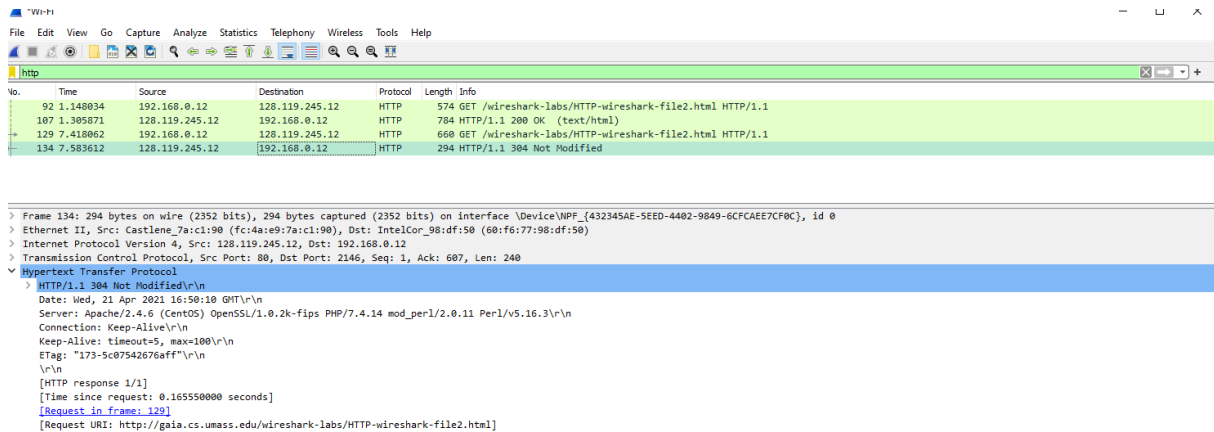 *Wi-Fi
File Edit View Go Capture Analyze Statistics Telephony Wireless Tools Help
http
No. Time Source Destination Protocol Length Info
92 1.148034 192.168.0.12 128.119.245.12 HTTP 574 GET /wireshark-labs/HTTP-wireshark-file2.html HTTP/1.1
107 1.305871 128.119.245.12 192.168.0.12 HTTP 784 HTTP/1.1 200 OK (text/html)
129 7.418062 192.168.0.12 128.119.245.12 HTTP 660 GET /wireshark-labs/HTTP-wireshark-file2.html HTTP/1.1
134 7.583612 128.119.245.12 192.168.0.12 HTTP 294 HTTP/1.1 304 Not Modified
Frame 134: 294 bytes on wire (2352 bits), 294 bytes captured (2352 bits) on interface \Device\NPF_{432345AE-5EED-4402-9849-6CFCAEE7CF0C}, id 0
Ethernet II, Src: Castlene_7a:c1:90 (fc:4a:e9:7a:c1:90), Dst: IntelCor_98:df:50 (60:f6:77:98:df:50)
Internet Protocol Version 4, Src: 128.119.245.12, Dst: 192.168.0.12
Transmission Control Protocol, Src Port: 80, Dst Port: 2146, Seq: 1, Ack: 607, Len: 240
Hypertext Transfer Protocol
HTTP/1.1 304 Not Modified\r\n
Date: Wed, 21 Apr 2021 16:50:10 GMT\r\n
Server: Apache/2.4.6 (CentOS) OpenSSL/1.0.2k-fips PHP/7.4.14 mod_perl/2.0.11 Perl/v5.16.3\r\n
Connection: Keep-Alive\r\n
Keep-Alive: timeout=5, max=100\r\n
ETag: "173-5c07542676aff"\r\n
\r\n
[HTTP response 1/1]
[Time since request: 0.165550000 seconds]
[Request in frame: 129]
[Request URI: http://gaia.cs.umass.edu/wireshark-labs/HTTP-wireshark-file2.html]